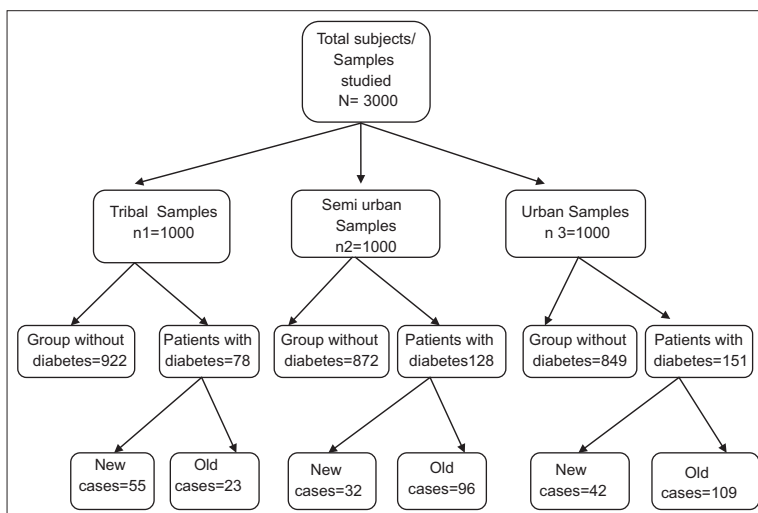 Total subjects/
Samples
studied
N= 3000
Tribal Samples
n1=1000
Semi urban
Samples
n2=1000
Urban Samples
n 3=1000
Group without
diabetes=922
Patients with
diabetes=78
Group without
diabetes=872
Patients with
diabetes128
Group without
diabetes=849
Patients with
diabetes=151
New
cases=55
Old
cases=23
New
cases=32
Old
cases=96
New
cases=42
Old
cases=109